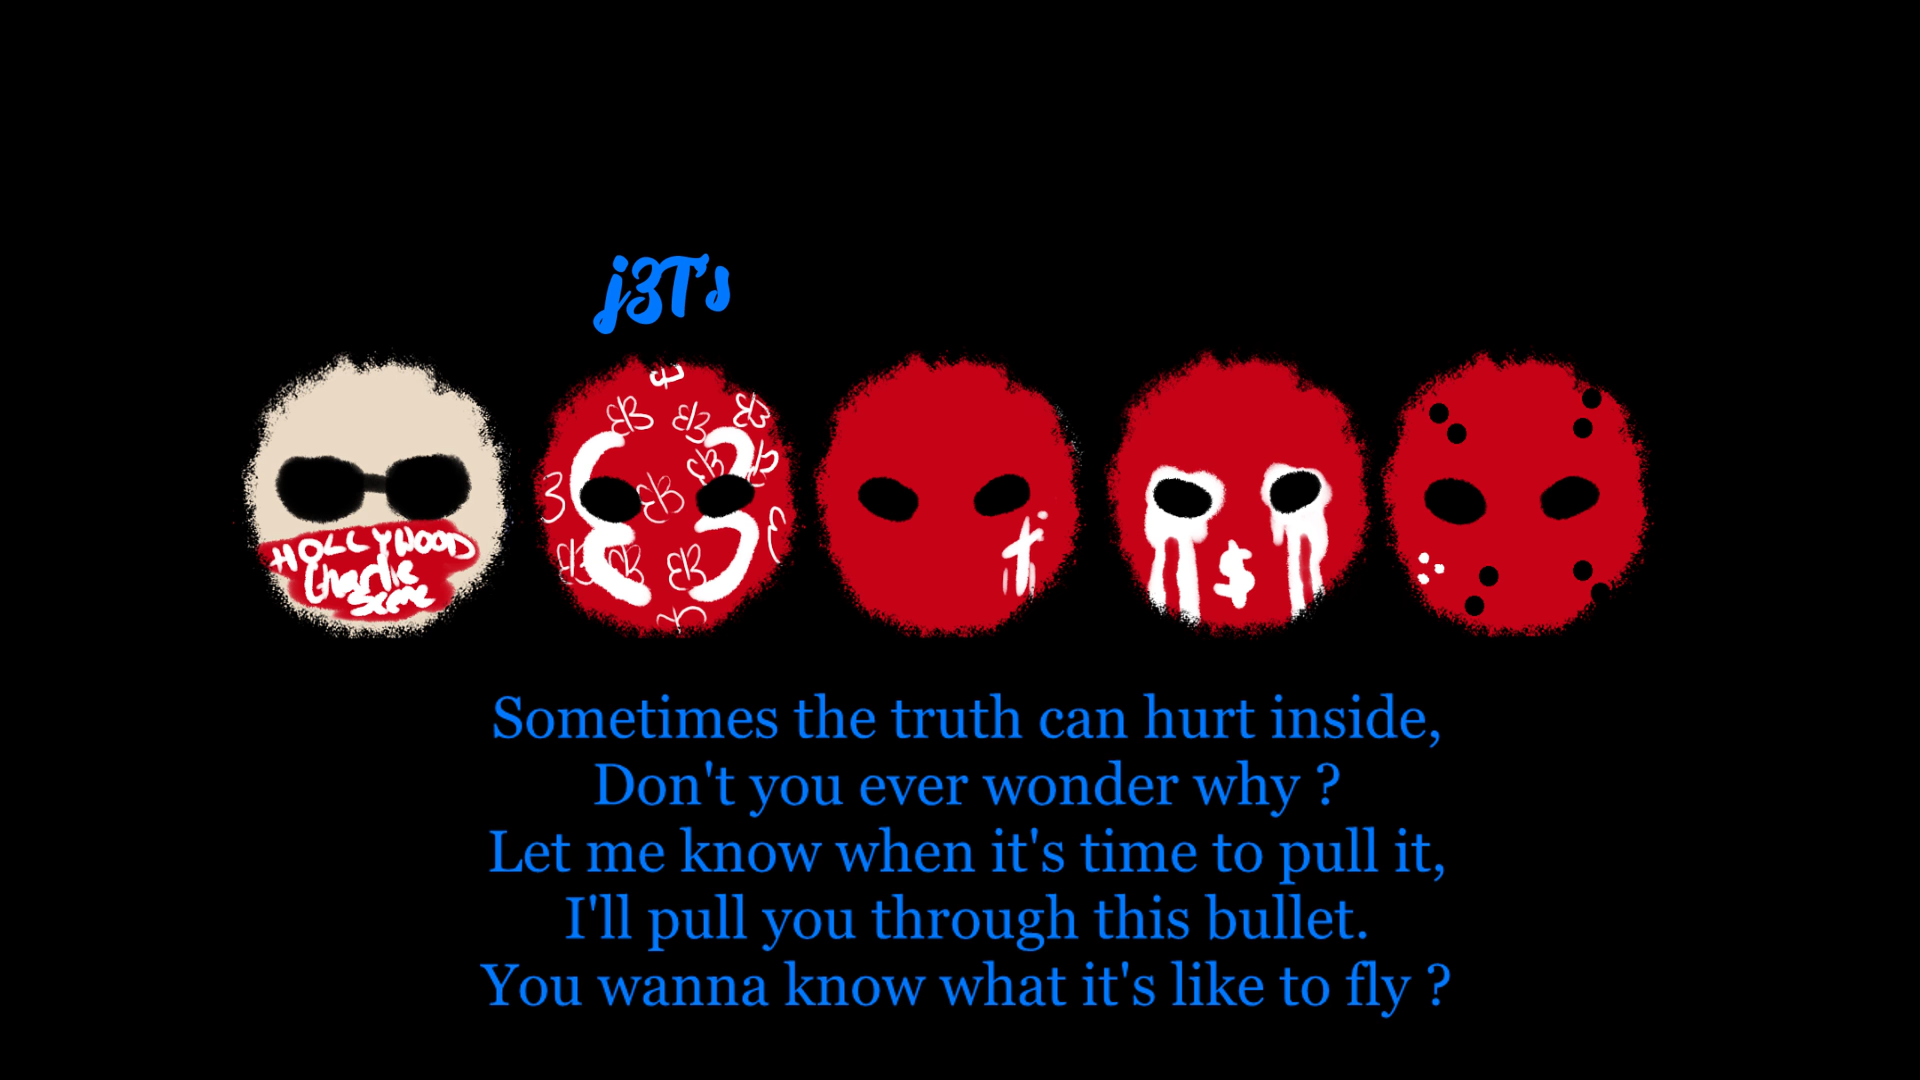 j3T's
HOLLYWOOD
Charlie
Scene
$
Sometimes the truth can hurt inside,
Don't you ever wonder why ?
Let me know when it's time to pull it,
I'll pull you through this bullet.
You wanna know what it's like to fly ?